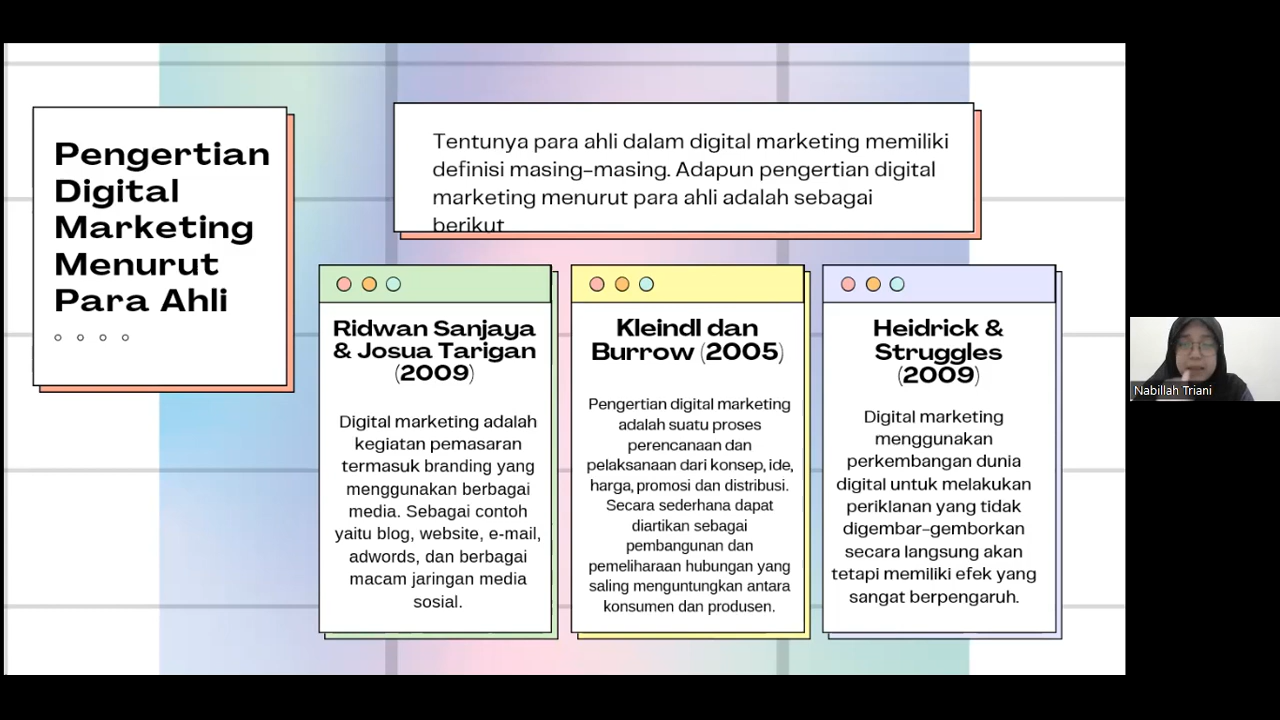 Pengertian
Digital
Marketing
Menurut
Para Ahli
Tentunya para ahli dalam digital marketing memiliki
definisi masing-masing. Adapun pengertian digital
marketing menurut para ahli adalah sebagai
berikut
Ridwan Sanjaya
& Josua Tarigan
(2009)
Digital marketing adalah
kegiatan pemasaran
termasuk branding yang
menggunakan berbagai
media. Sebagai contoh
yaitu blog, website, e-mail,
adwords, dan berbagai
macam jaringan media
sosial.
Kleindl dan
Burrow (2005)
Pengertian digital marketing
adalah suatu proses
perencanaan dan
pelaksanaan dari konsep, ide,
harga, promosi dan distribusi.
Secara sederhana dapat
diartikan sebagai
pembangunan dan
pemeliharaan hubungan yang
saling menguntungkan antara
konsumen dan produsen.
Heidrick &
Struggles
(2009)
Digital marketing
menggunakan
perkembangan dunia
digital untuk melakukan
periklanan yang tidak
digembar-gemborkan
secara langsung akan
tetapi memiliki efek yang
sangat berpengaruh.
Nabillah Triani